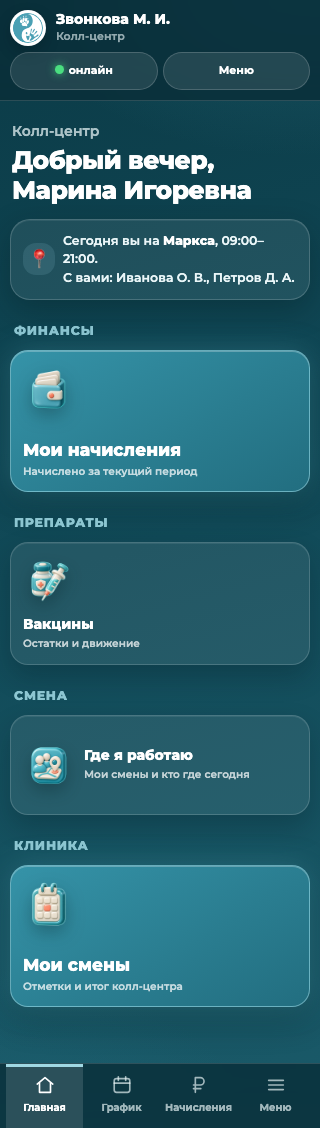 Звонкова М. И.
Колл-центр
онлайн
Меню
Колл-центр
Добрый вечер,
Марина Игоревна
Сегодня вы на Маркса, 09:00–
21:00.
С вами: Иванова О. В., Петров Д. А.
ФИНАНСЫ
Мои начисления
Начислено за текущий период
ПРЕПАРАТЫ
Вакцины
Остатки и движение
СМЕНА
Где я работаю
Мои смены и кто где сегодня
КЛИНИКА
Мои смены
Отметки и итог колл-центра
Главная
График
Начисления
Меню